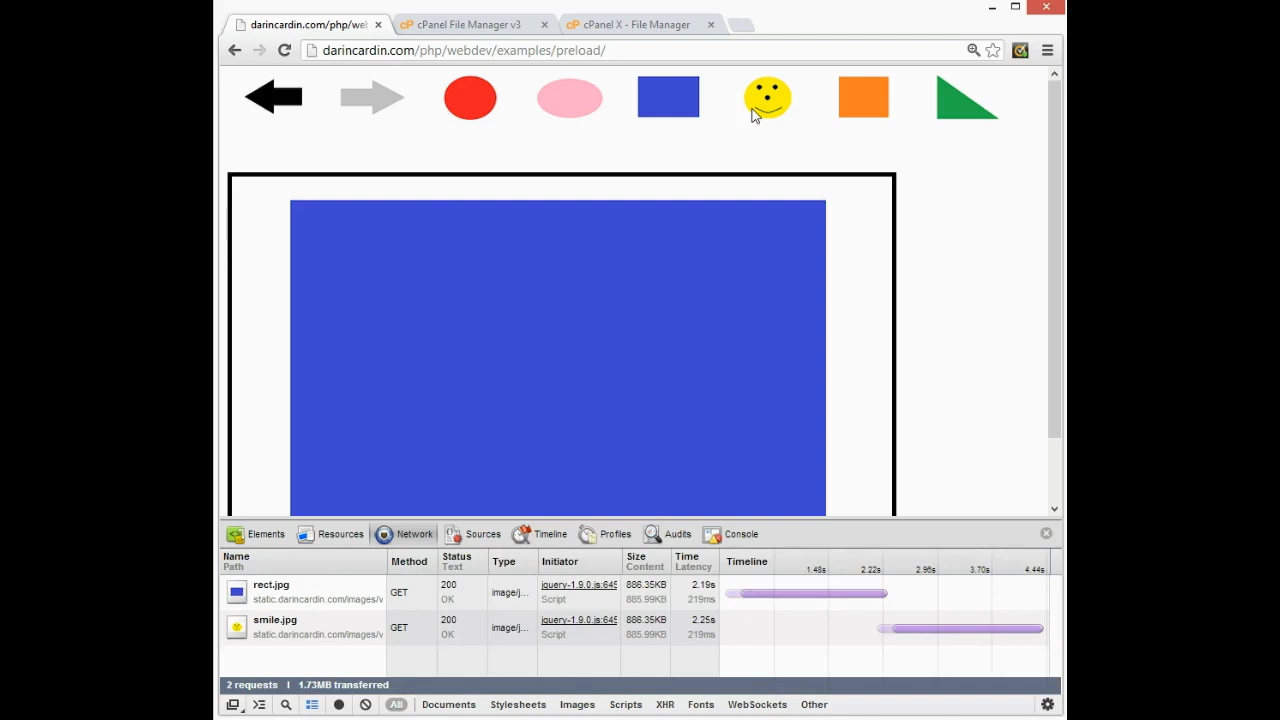 darincardin.com/php/we
cPanel File Manager v3
cPanel X - File Manager
darincardin.com/php/webdev/examples/preload/
Elements Resources Network Sources Timeline Profiles Audits Console
Name Method Status Type Initiator Size Time Timeline
Path Text Content Latency
1.48s 2.22s 2.96s 3.70s 4.44s
rect.jpg GET 200 image/j... jquery-1.9.0.js:645 886.35KB 2.19s
static.darincardin.com/images/v OK Script 885.99KB 219ms
smile.jpg GET 200 image/j... jquery-1.9.0.js:645 886.35KB 2.25s
static.darincardin.com/images/v OK Script 885.99KB 219ms
2 requests | 1.73MB transferred
All Documents Stylesheets Images Scripts XHR Fonts WebSockets Other